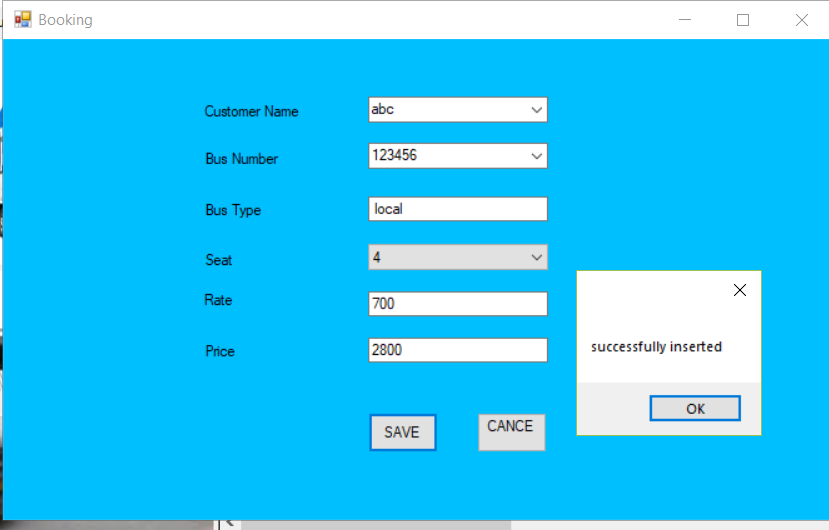 Booking
Customer Name abc
Bus Number 123456
Bus Type local
Seat 4
Rate 700
Price 2800
successfully inserted
OK
SAVE CANCE